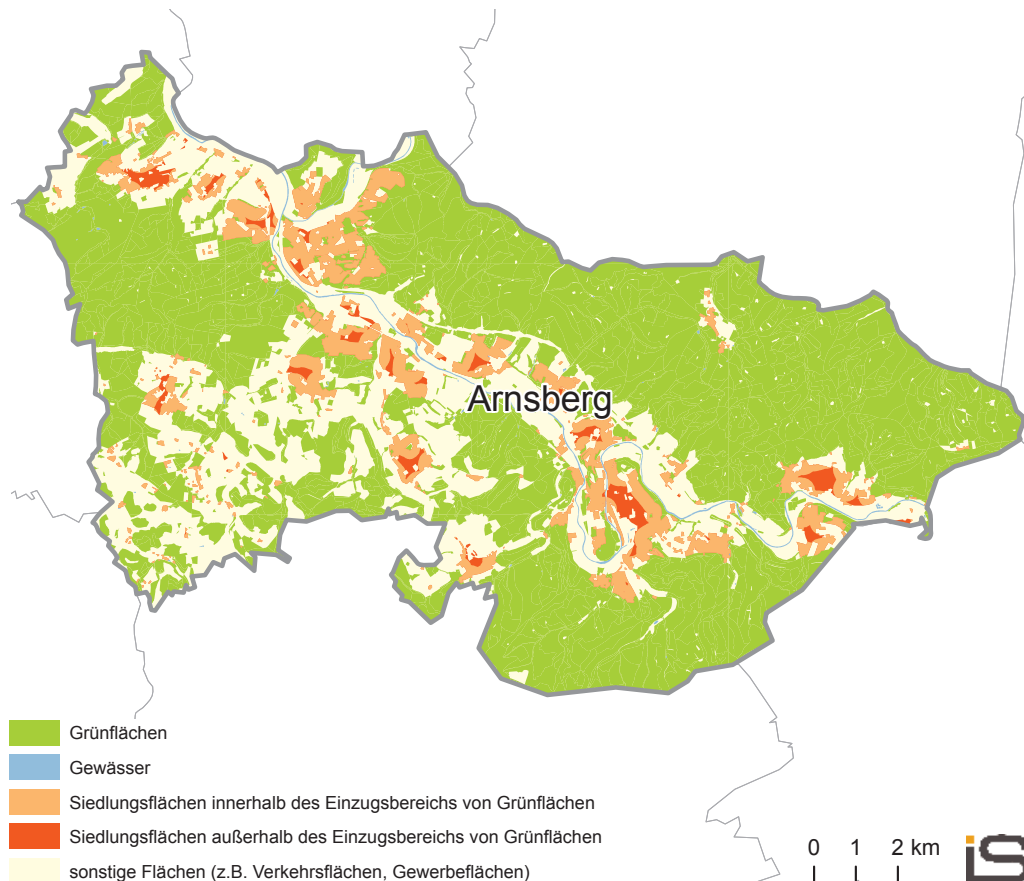 Arnsberg
Grünflächen
Gewässer
Siedlungsflächen innerhalb des Einzugsbereichs von Grünflächen
Siedlungsflächen außerhalb des Einzugsbereichs von Grünflächen
sonstige Flächen (z.B. Verkehrsflächen, Gewerbeflächen)
0 1 2 km
iLS